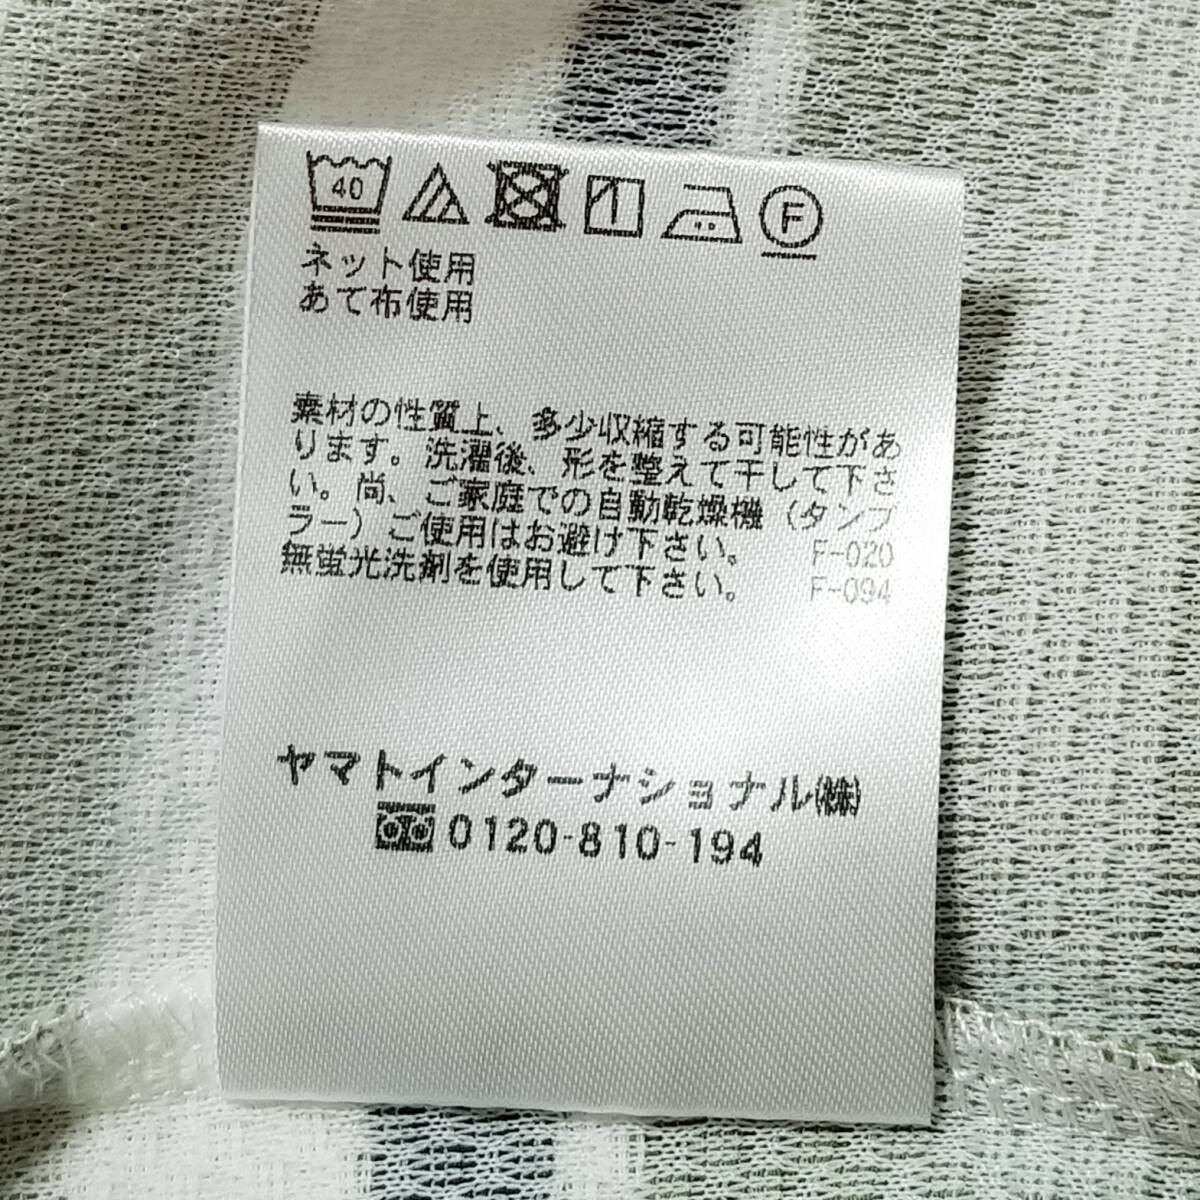 40 F
ネット使用
あて布使用
素材の性質上、多少収縮する可能性があ
ります。洗濯後、形を整えて干して下さ
い。尚、ご家庭での自動乾燥機（タンブ
ラー）ご使用はお避け下さい。 F-020
無蛍光洗剤を使用して下さい。 F-094
ヤマトインターナショナル㈱
0120-810-194